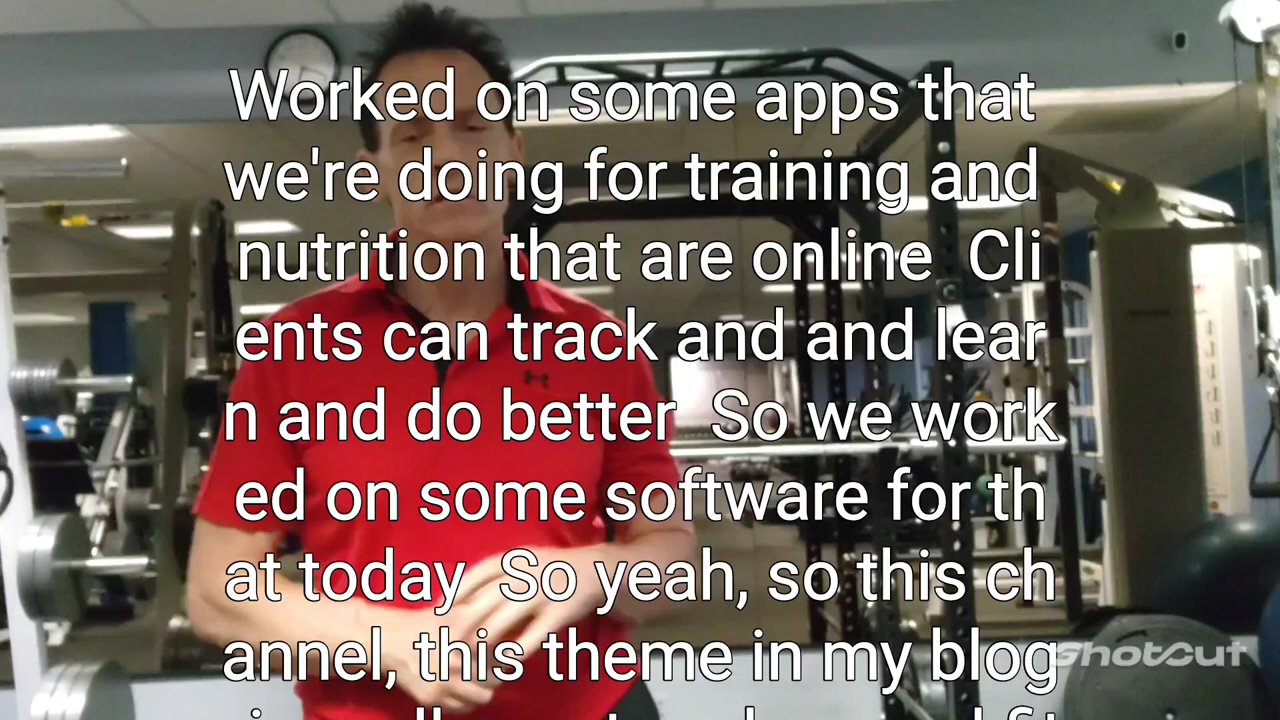 Worked on some apps that
we're doing for training and
nutrition that are online  Cli
ents can track and and lear
n and do better  So we work
ed on some software for th
at today  So yeah, so this ch
annel, this theme in my blog
Shotcut